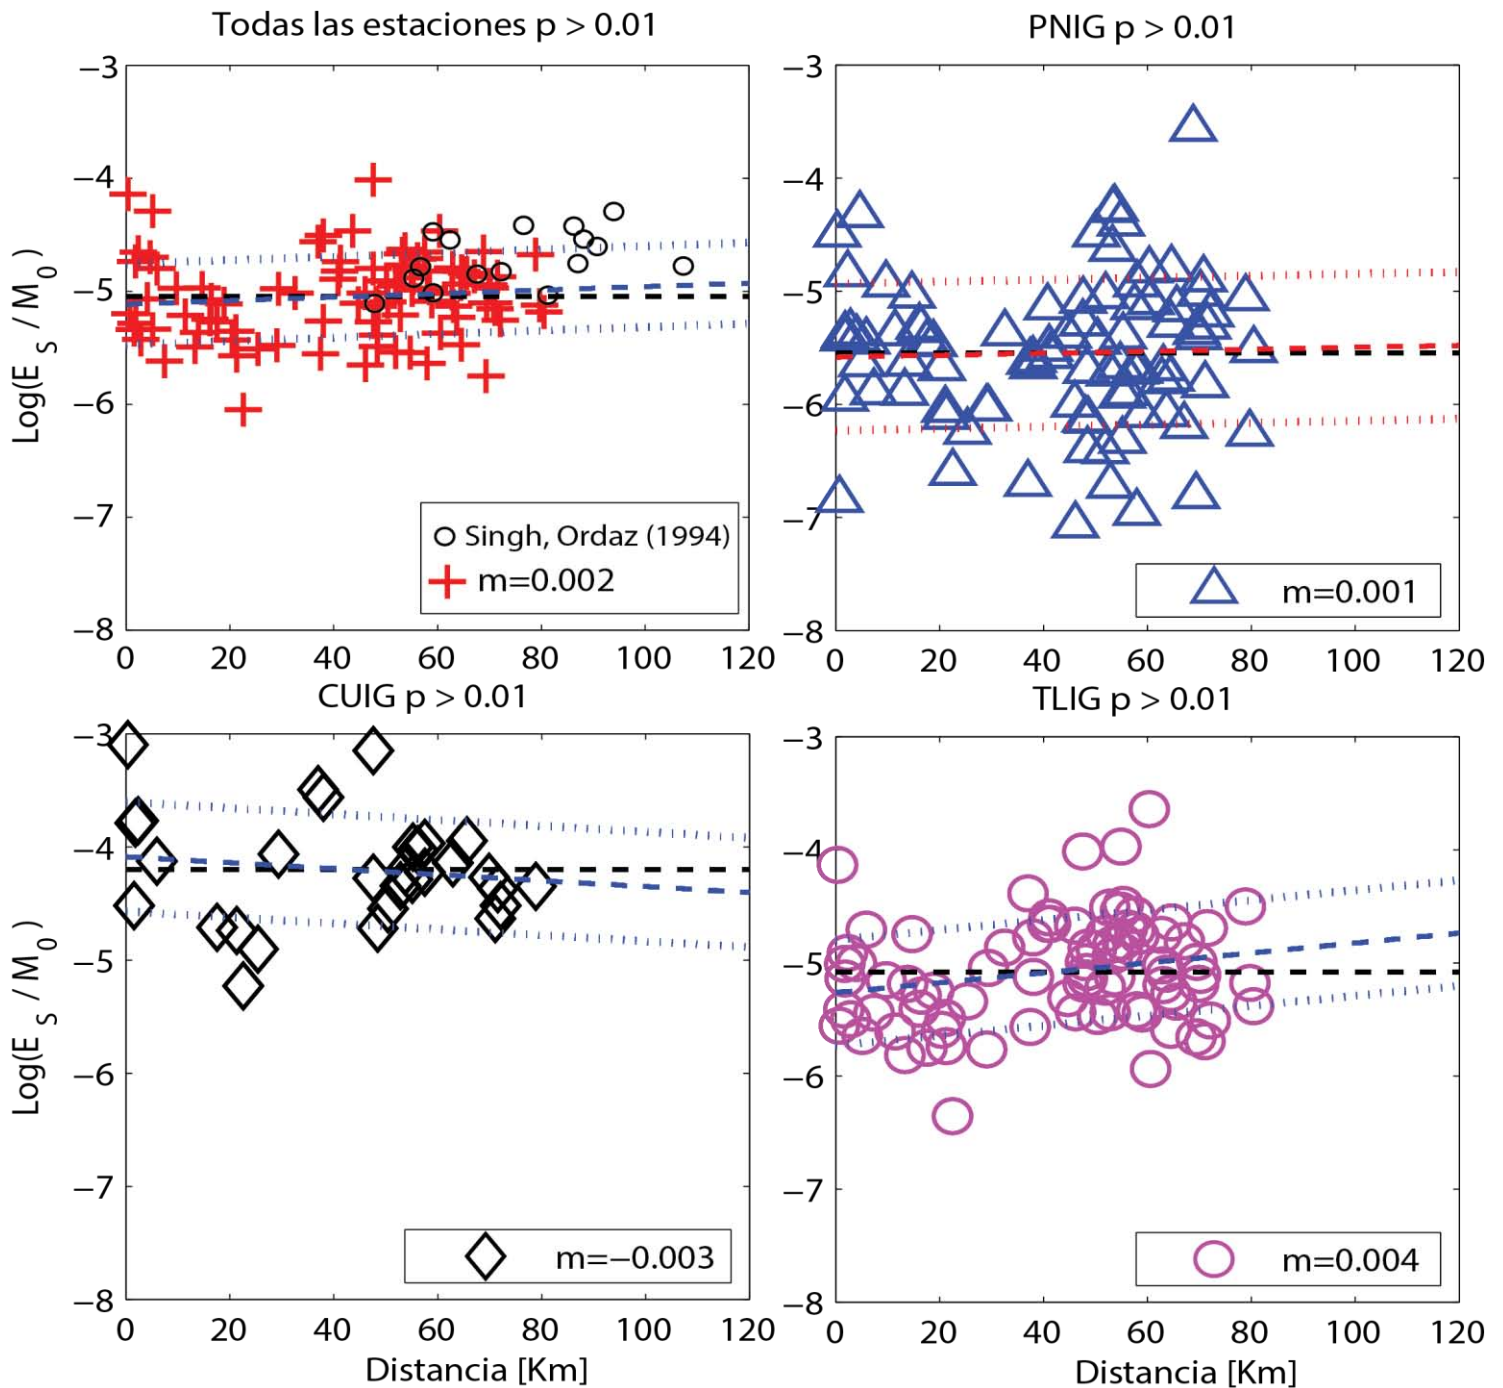 Todas las estaciones p > 0.01
−3
−4
−5
−6
−7
−8
Log(E S / M 0)
Singh, Ordaz (1994)
m=0.002
0 20 40 60 80 100 120
PNIG p > 0.01
−3
−4
−5
−6
−7
−8
m=0.001
0 20 40 60 80 100 120
CUIG p > 0.01
−3
−4
−5
−6
−7
−8
Log(E S / M 0)
m=−0.003
0 20 40 60 80 100 120
Distancia [Km]
TLIG p > 0.01
−3
−4
−5
−6
−7
−8
m=0.004
0 20 40 60 80 100 120
Distancia [Km]